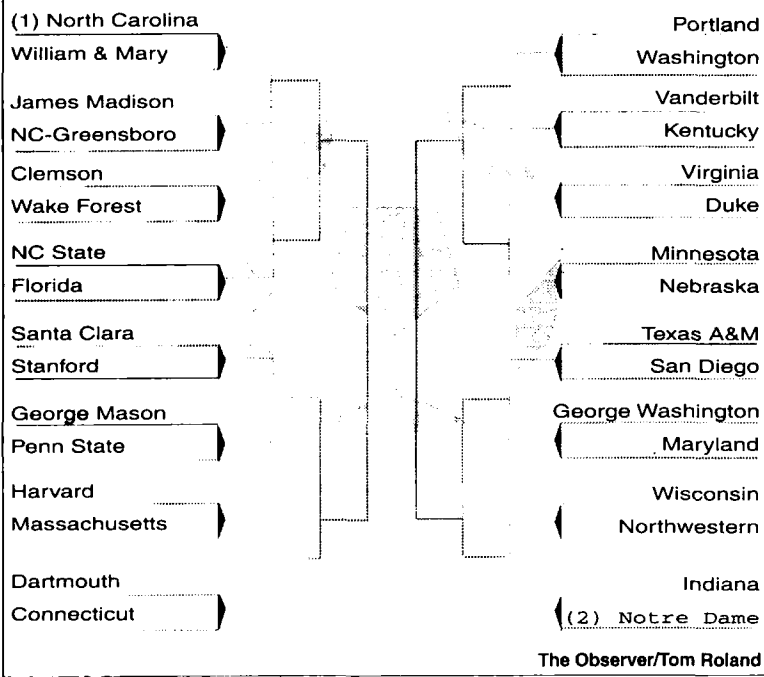 (1) North Carolina
William & Mary
James Madison
NC-Greensboro
Clemson
Wake Forest
NC State
Florida
Santa Clara
Stanford
George Mason
Penn State
Harvard
Massachusetts
Dartmouth
Connecticut
Portland
Washington
Vanderbilt
Kentucky
Virginia
Duke
Minnesota
Nebraska
Texas A&M
San Diego
George Washington
Maryland
Wisconsin
Northwestern
Indiana
(2) Notre Dame
The Observer/Tom Roland